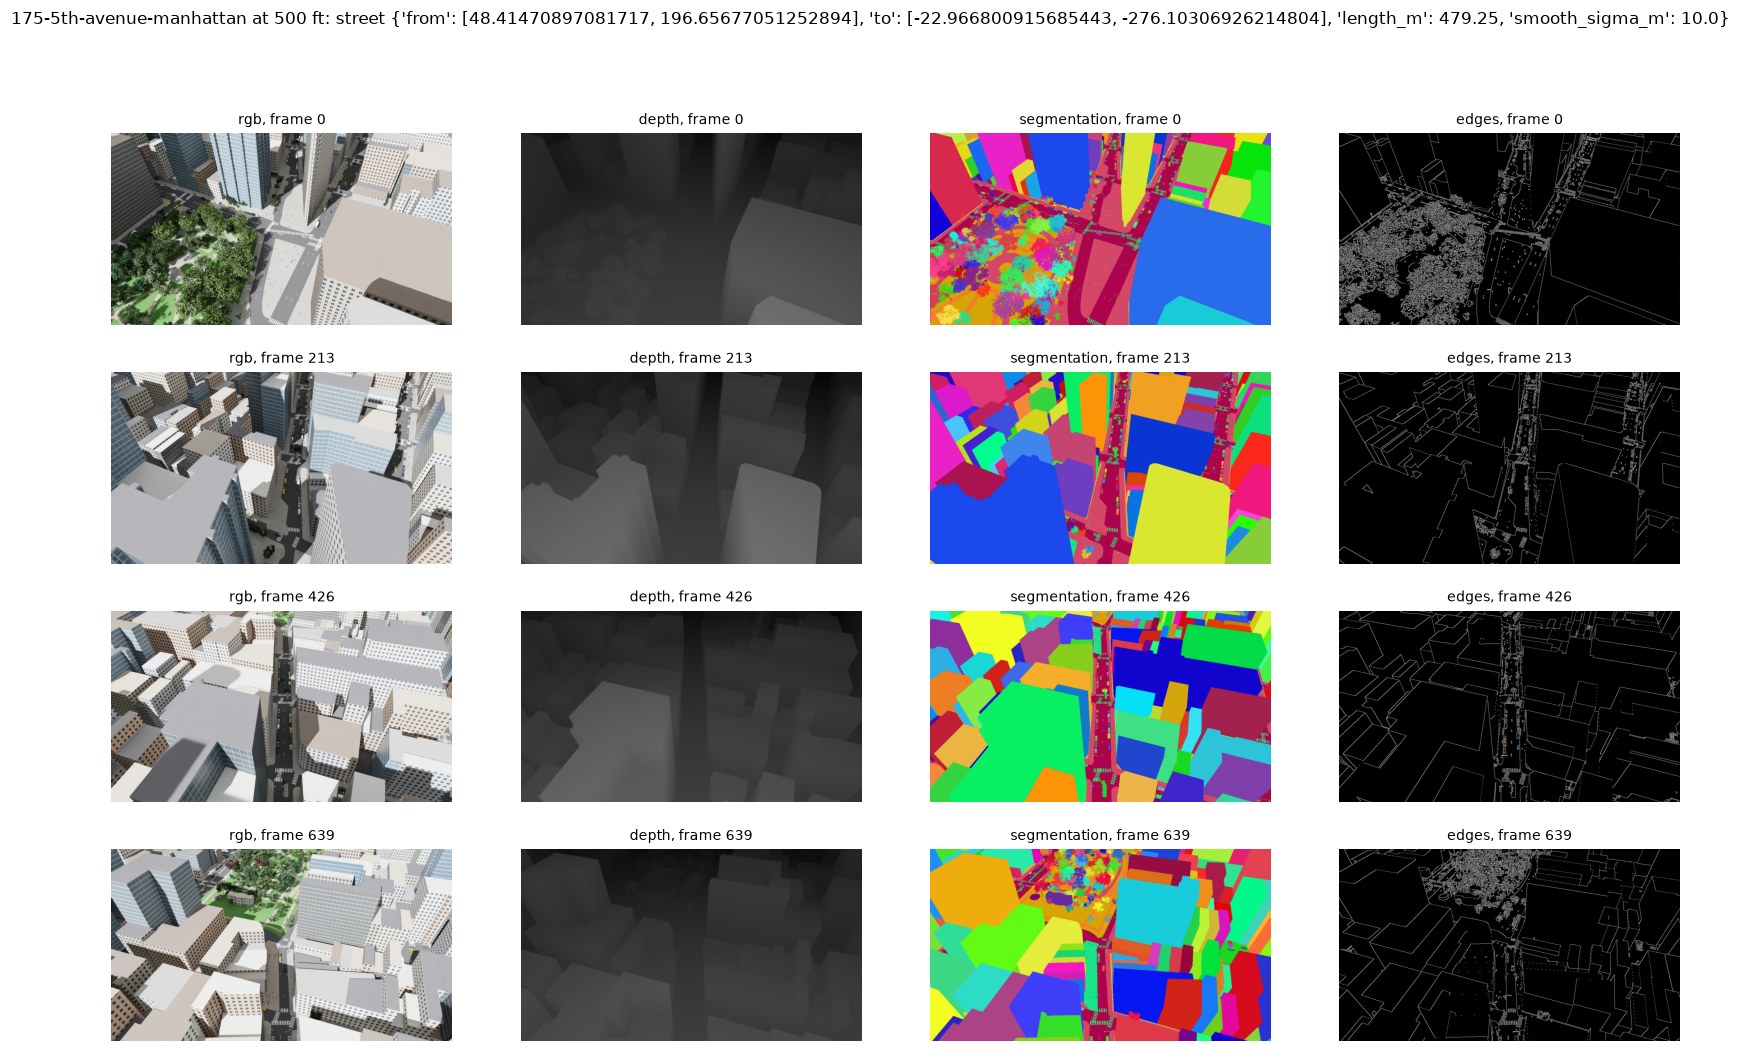 175-5th-avenue-manhattan at 500 ft: street {'from': [48.41470897081717, 196.65677051252894], 'to': [-22.966800915685443, -276.10306926214804], 'length_m': 479.25, 'smooth_sigma_m': 10.0}
rgb, frame 0
depth, frame 0
segmentation, frame 0
edges, frame 0
rgb, frame 213
depth, frame 213
segmentation, frame 213
edges, frame 213
rgb, frame 426
depth, frame 426
segmentation, frame 426
edges, frame 426
rgb, frame 639
depth, frame 639
segmentation, frame 639
edges, frame 639